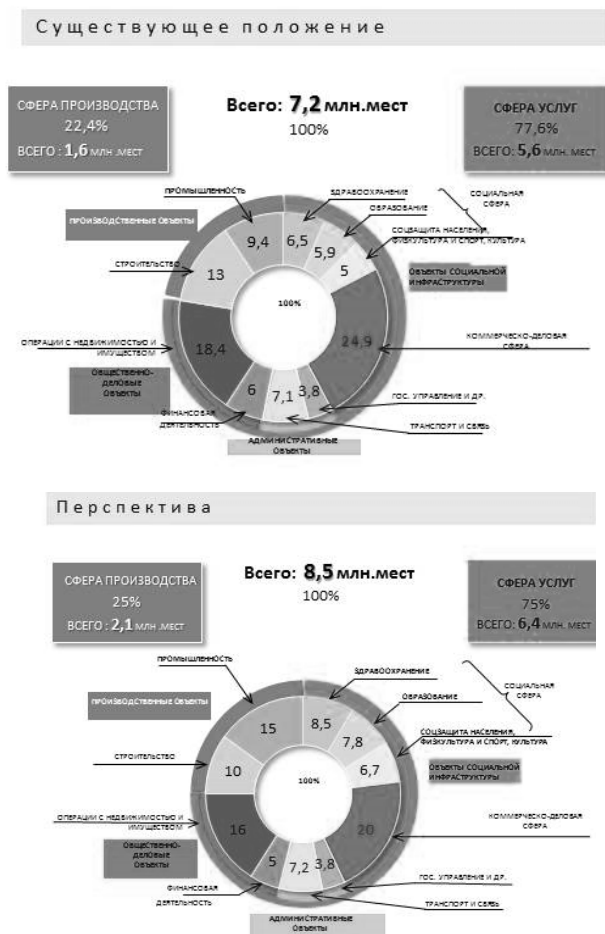 Существующее положение
СФЕРА ПРОИЗВОДСТВА
22,4%
ВСЕГО : 1,6 МЛН .МЕСТ
Всего: 7,2 млн.мест
100%
СФЕРА УСЛУГ
77,6%
ВСЕГО: 5,6 МЛН. МЕСТ
ПРОМЫШЛЕННОСТЬ
ЗДРАВООХРАНЕНИЕ
СОЦИАЛЬНАЯ
СФЕРА
ОБРАЗОВАНИЕ
ПРОИЗВОДСТВЕННЫЕ ОБЪЕКТЫ
СОЦЗАЩИТА НАСЕЛЕНИЯ,
ФИЗКУЛЬТУРА И СПОРТ, КУЛЬТУРА
СТРОИТЕЛЬСТВО
ОБЪЕКТЫ СОЦИАЛЬНОЙ
ИНФРАСТРУКТУРЫ
9,4
6,5
5,9
5
13
100%
24,9
18,4
6
7,1
3,8
КОММЕРЧЕСКО-ДЕЛОВАЯ
СФЕРА
ОПЕРАЦИИ С НЕДВИЖИМОСТЬЮ И
ИМУЩЕСТВОМ
ОБЩЕСТВЕННО-
ДЕЛОВЫЕ
ОБЪЕКТЫ
ГОС. УПРАВЛЕНИЕ И ДР.
ФИНАНСОВАЯ
ДЕЯТЕЛЬНОСТЬ
ТРАНСПОРТ И СВЯЗЬ
АДМИНИСТРАТИВНЫЕ
ОБЪЕКТЫ
Перспектива
СФЕРА ПРОИЗВОДСТВА
25%
ВСЕГО : 2,1 МЛН .МЕСТ
Всего: 8,5 млн.мест
100%
СФЕРА УСЛУГ
75%
ВСЕГО: 6,4 МЛН. МЕСТ
ПРОМЫШЛЕННОСТЬ
ЗДРАВООХРАНЕНИЕ
СОЦИАЛЬНАЯ
СФЕРА
ОБРАЗОВАНИЕ
ПРОИЗВОДСТВЕННЫЕ ОБЪЕКТЫ
СОЦЗАЩИТА НАСЕЛЕНИЯ,
ФИЗКУЛЬТУРА И СПОРТ, КУЛЬТУРА
СТРОИТЕЛЬСТВО
ОБЪЕКТЫ СОЦИАЛЬНОЙ
ИНФРАСТРУКТУРЫ
15
8,5
7,8
6,7
10
100%
20
16
5
7,2
3,8
ОПЕРАЦИИ С НЕДВИЖИМОСТЬЮ И
ИМУЩЕСТВОМ
КОММЕРЧЕСКО-ДЕЛОВАЯ
СФЕРА
ОБЩЕСТВЕННО-
ДЕЛОВЫЕ
ОБЪЕКТЫ
ГОС. УПРАВЛЕНИЕ И ДР.
ФИНАНСОВАЯ
ДЕЯТЕЛЬНОСТЬ
ТРАНСПОРТ И СВЯЗЬ
АДМИНИСТРАТИВНЫЕ
ОБЪЕКТЫ